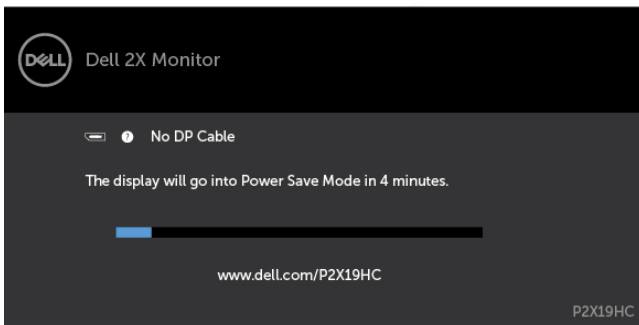 DELL
Dell 2X Monitor
? No DP Cable
The display will go into Power Save Mode in 4 minutes.
www.dell.com/P2X19HC
P2X19HC